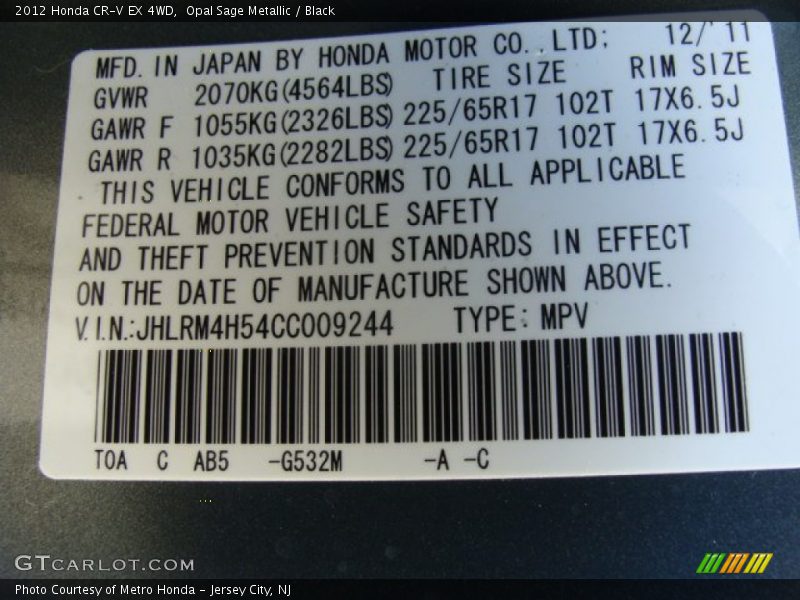 2012 Honda CR-V EX 4WD, Opal Sage Metallic / Black
MFD. IN JAPAN BY HONDA MOTOR CO. LTD; 12/'11
GVWR 2070KG(4564LBS) TIRE SIZE RIM SIZE
GAWR F 1055KG(2326LBS) 225/65R17 102T 17X6.5J
GAWR R 1035KG(2282LBS) 225/65R17 102T 17X6.5J
THIS VEHICLE CONFORMS TO ALL APPLICABLE
FEDERAL MOTOR VEHICLE SAFETY
AND THEFT PREVENTION STANDARDS IN EFFECT
ON THE DATE OF MANUFACTURE SHOWN ABOVE.
V.I.N.:JHLRM4H54CC009244 TYPE: MPV
TOA C AB5 -G532M -A -C
GTCARLOT.COM
Photo Courtesy of Metro Honda - Jersey City, NJ